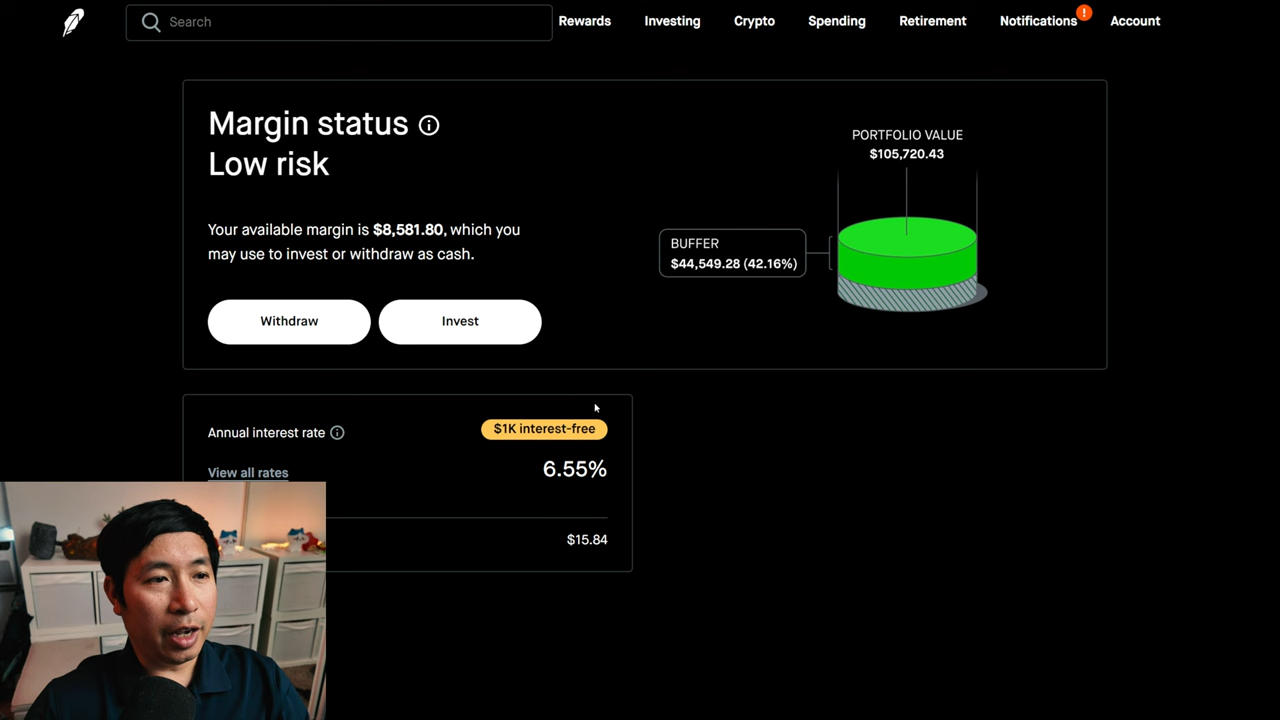 Search
Rewards
Investing
Crypto
Spending
Retirement
Notifications
!
Account
Margin status
Low risk
Your available margin is $8,581.80, which you
may use to invest or withdraw as cash.
Withdraw
Invest
PORTFOLIO VALUE
$105,720.43
BUFFER
$44,549.28 (42.16%)
Annual interest rate
$1K interest-free
View all rates
6.55%
$15.84